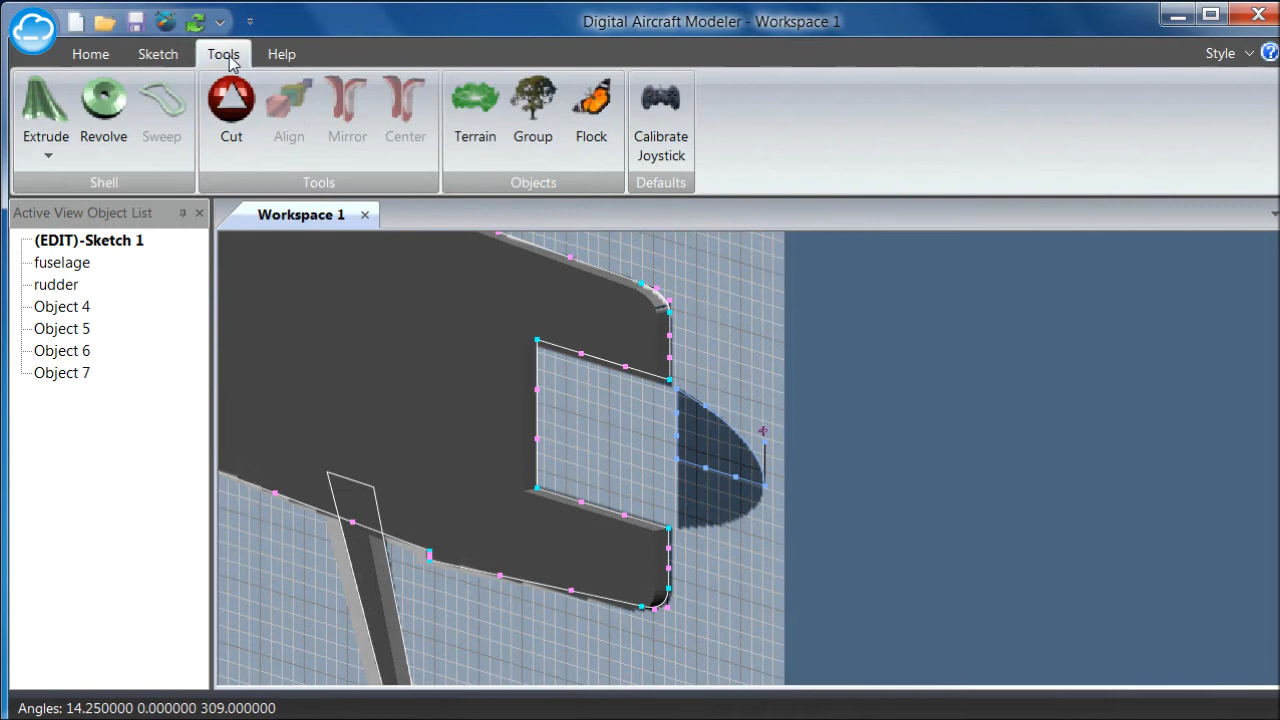 Digital Aircraft Modeler - Workspace 1
Home Sketch Tools Help Style
Extrude Revolve Sweep Cut Align Mirror Center Terrain Group Flock Calibrate Joystick
Shell Tools Objects Defaults
Active View Object List
Workspace 1
(EDIT)-Sketch 1
fuselage
rudder
Object 4
Object 5
Object 6
Object 7
Angles: 14.250000 0.000000 309.000000